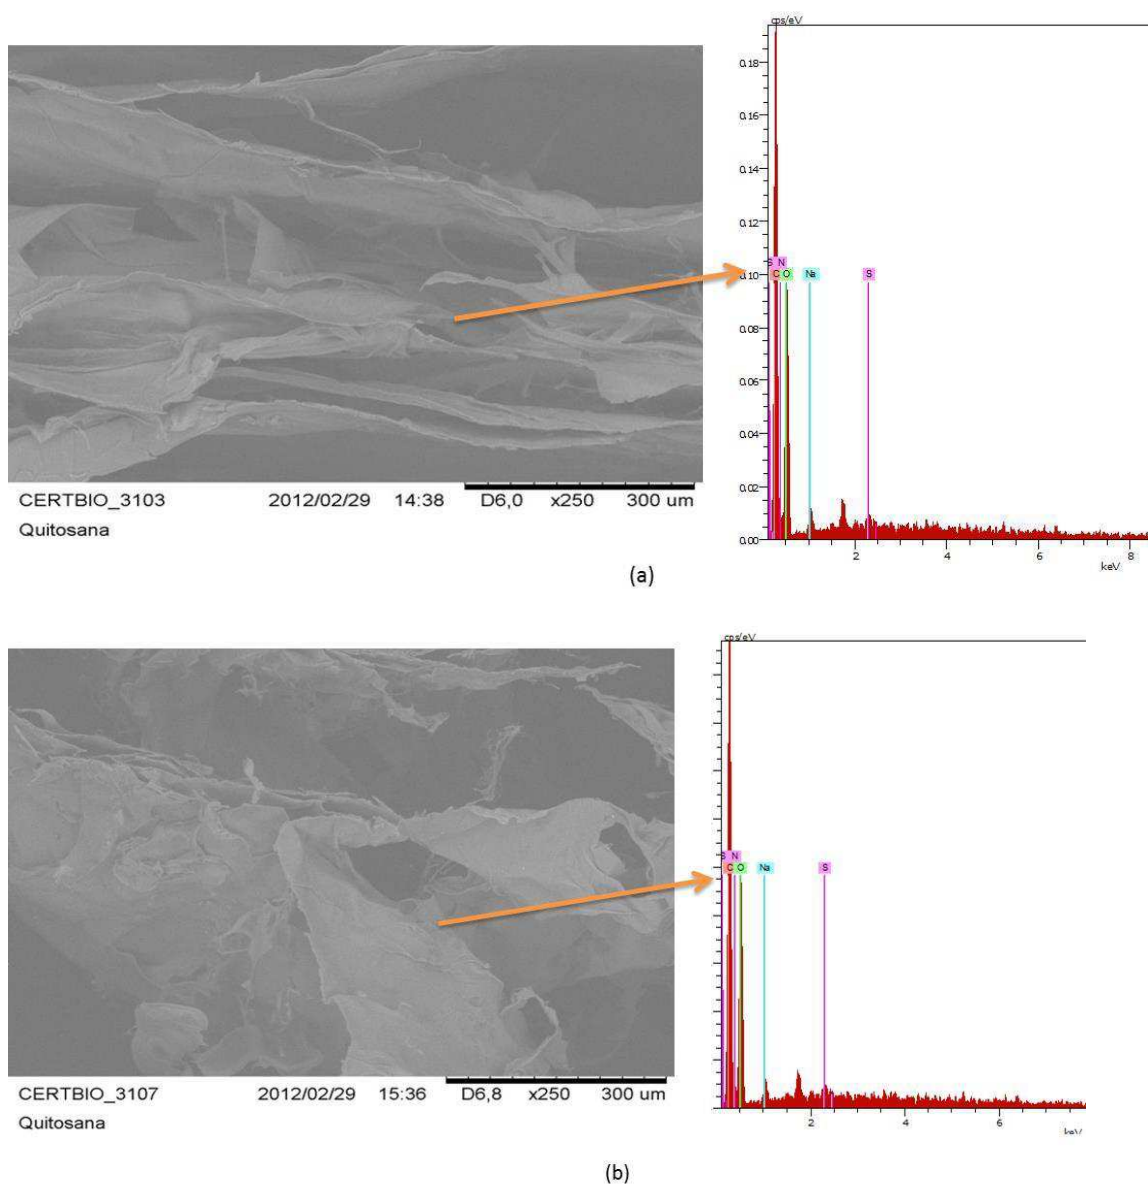 cps/eV
0.18
0.16
0.14
0.12
0.10
0.08
0.06
0.04
0.02
0.00
S N
C O Na S
2 4 6 8
keV
CERTBIO_3103 2012/02/29 14:38 D6,0 x250 300 um
Quitosana
(a)
cps/eV
S N
C O Na S
2 4 6
keV
CERTBIO_3107 2012/02/29 15:36 D6,8 x250 300 um
Quitosana
(b)